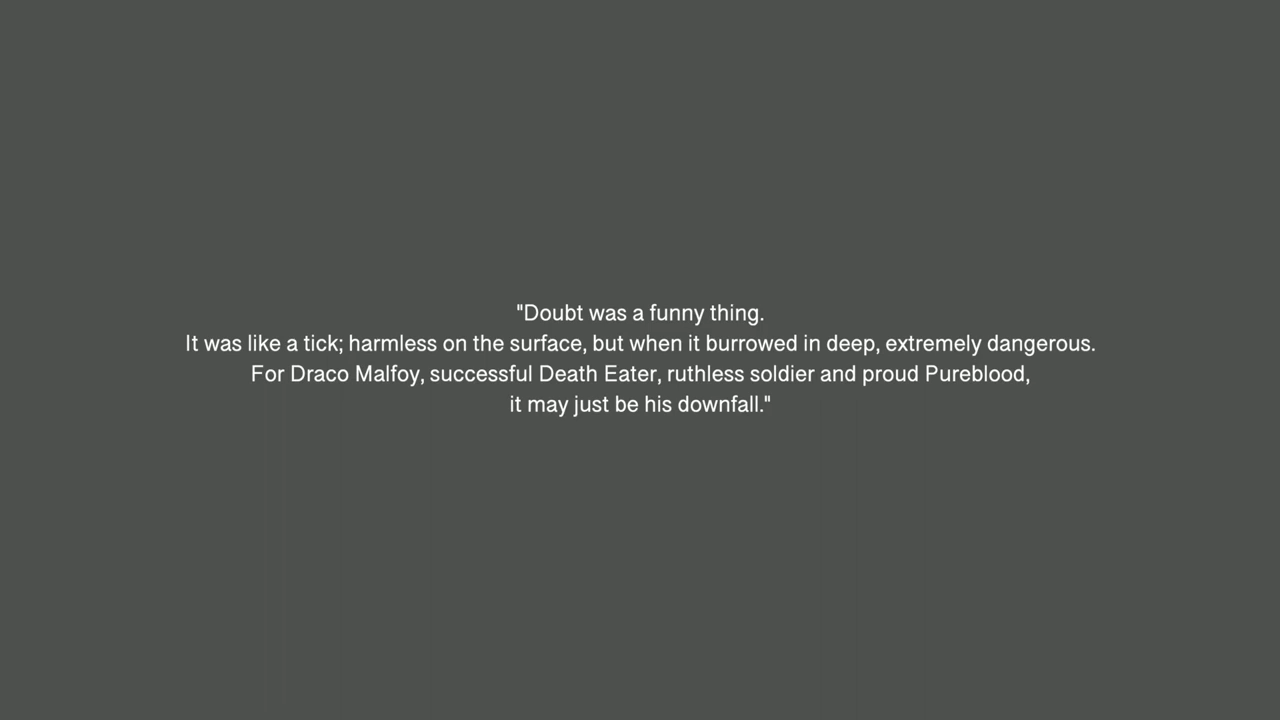 "Doubt was a funny thing.
It was like a tick; harmless on the surface, but when it burrowed in deep, extremely dangerous.
For Draco Malfoy, successful Death Eater, ruthless soldier and proud Pureblood,
it may just be his downfall."